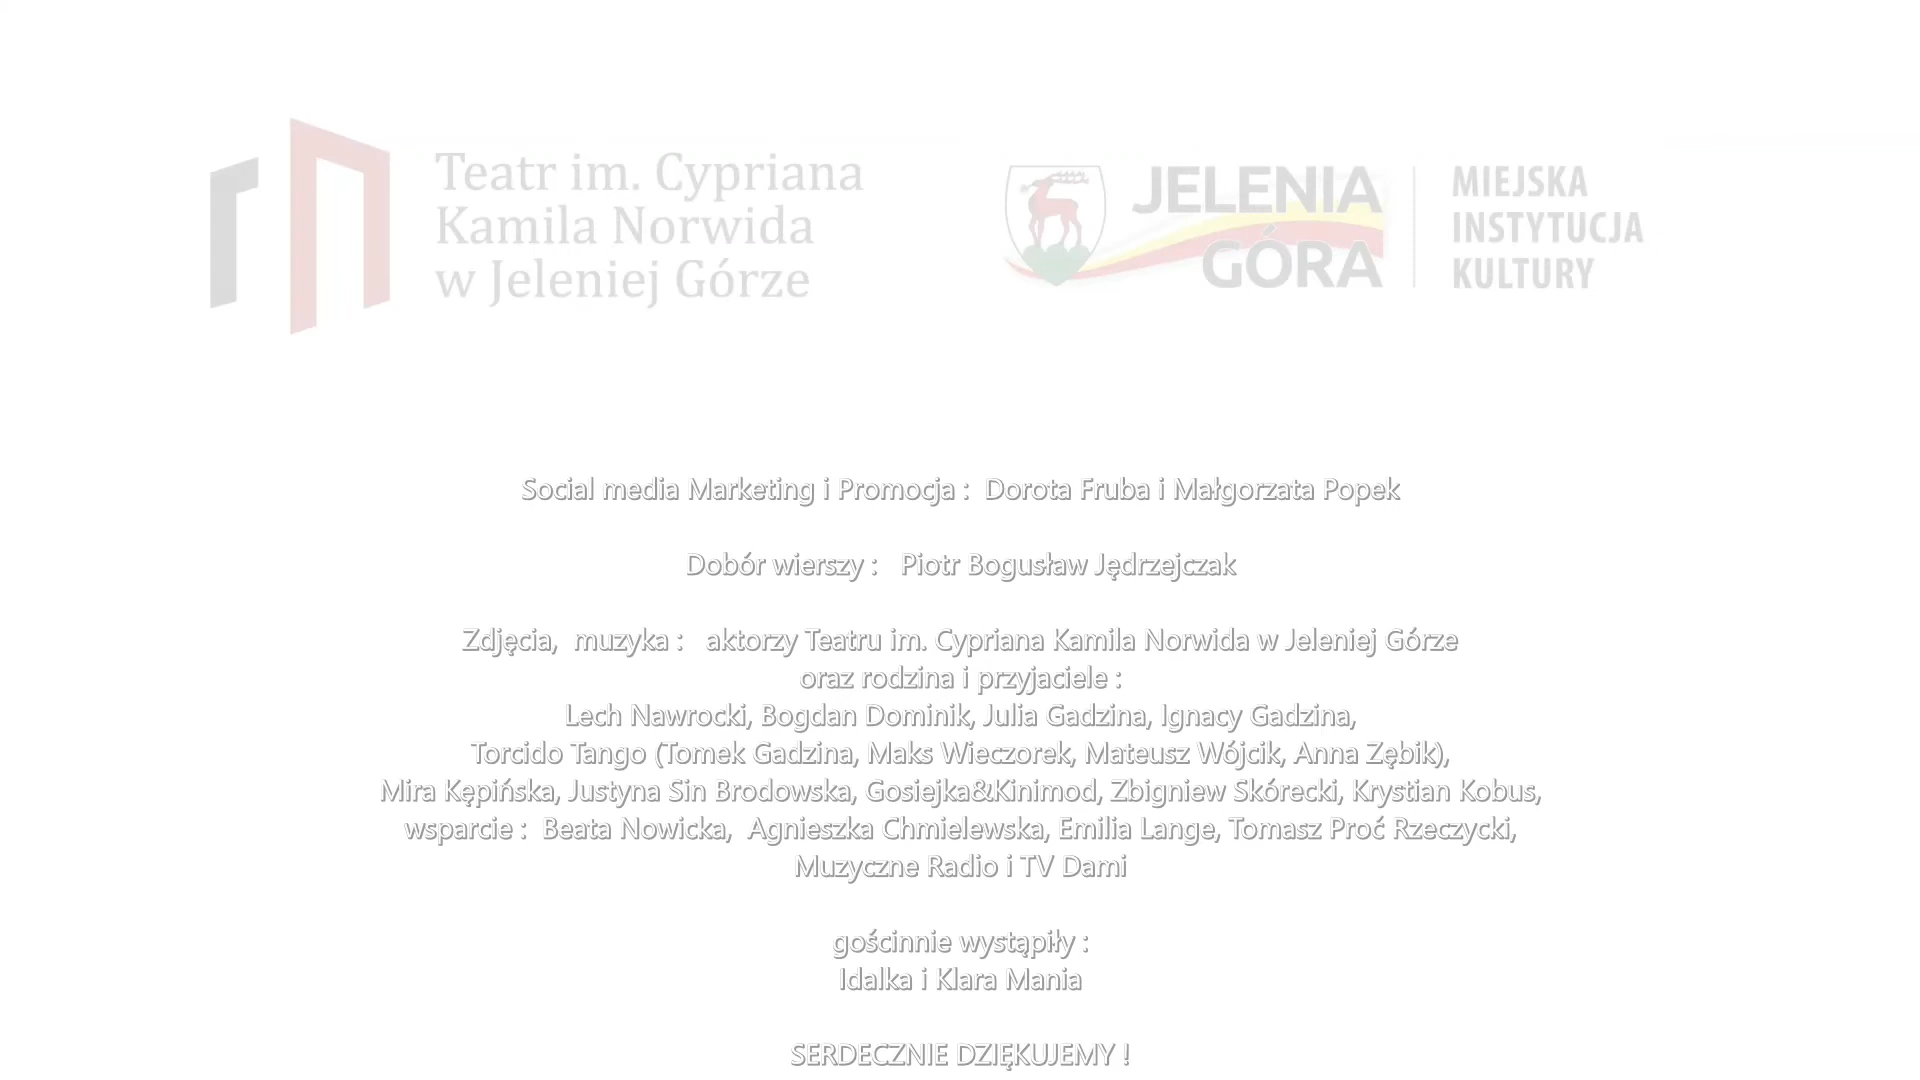 Teatr im. Cypriana
Kamila Norwida
w Jeleniej Górze
JELENIA
GÓRA
MIEJSKA
INSTYTUCJA
KULTURY
Social media Marketing i Promocja :  Dorota Fruba i Małgorzata Popek
Dobór wierszy :   Piotr Bogusław Jędrzejczak
Zdjęcia,  muzyka :   aktorzy Teatru im. Cypriana Kamila Norwida w Jeleniej Górze
oraz rodzina i przyjaciele :
Lech Nawrocki, Bogdan Dominik, Julia Gadzina, Ignacy Gadzina,
Torcido Tango (Tomek Gadzina, Maks Wieczorek, Mateusz Wójcik, Anna Zębik),
Mira Kępińska, Justyna Sin Brodowska, Gosiejka&Kinimod, Zbigniew Skórecki, Krystian Kobus,
wsparcie :  Beata Nowicka,  Agnieszka Chmielewska, Emilia Lange, Tomasz Proć Rzeczycki,
Muzyczne Radio i TV Dami
gościnnie wystąpiły :
Idalka i Klara Mania
SERDECZNIE DZIĘKUJEMY !